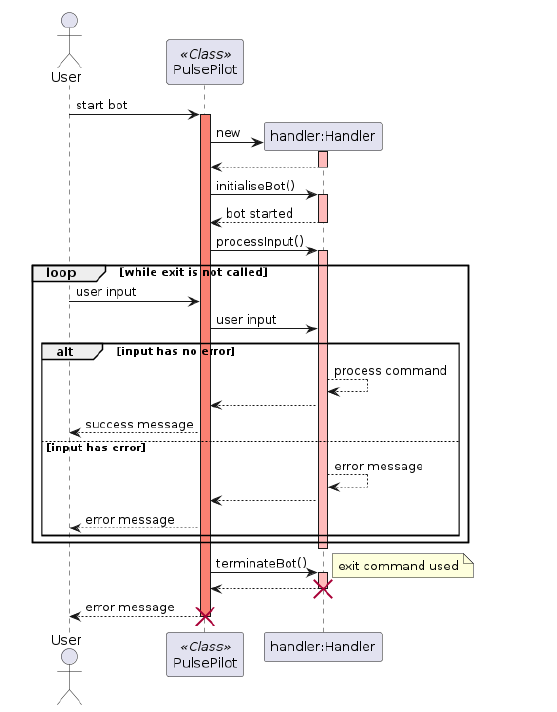 User
«Class»
PulsePilot
start bot
new
handler:Handler
initialiseBot()
bot started
processInput()
loop [while exit is not called]
user input
user input
alt [input has no error]
process command
success message
[input has error]
error message
error message
terminateBot()
exit command used
error message
User
«Class»
PulsePilot
handler:Handler